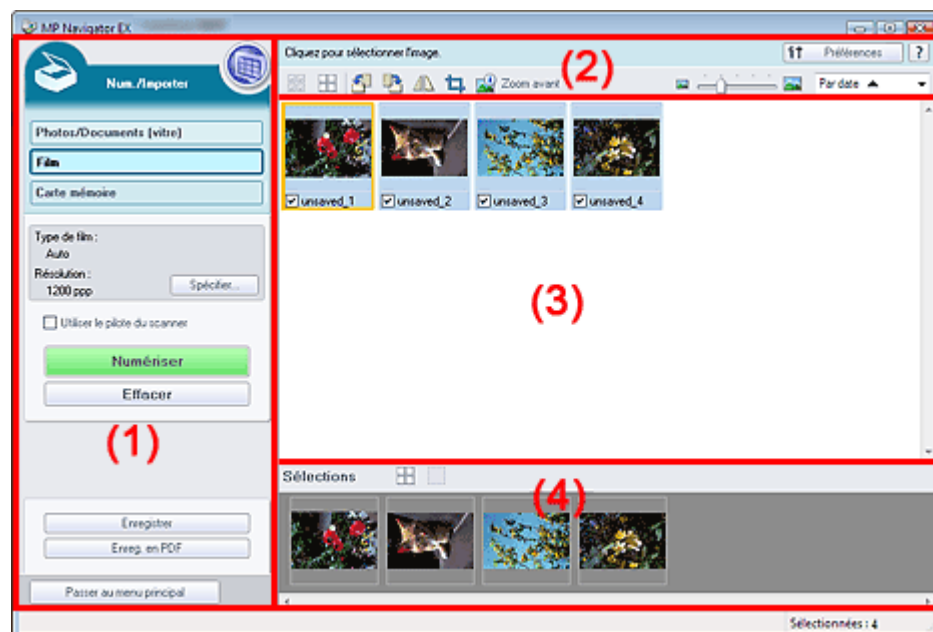 MP Navigator EX
Num./Importer
Photos/Documents (vitre)
Film
Carte mémoire
Type de film :
Auto
Résolution :
1200 ppp
Spécifier...
Utiliser le pilote du scanner
Numériser
Effacer
(1)
Enregistrer
Enreg. en PDF
Passer au menu principal
Cliquez pour sélectionner l'image.
Préférences
?
(2)
Zoom avant
Par date
unsaved_1
unsaved_2
unsaved_3
unsaved_4
(3)
Sélections
(4)
Sélectionnées : 4